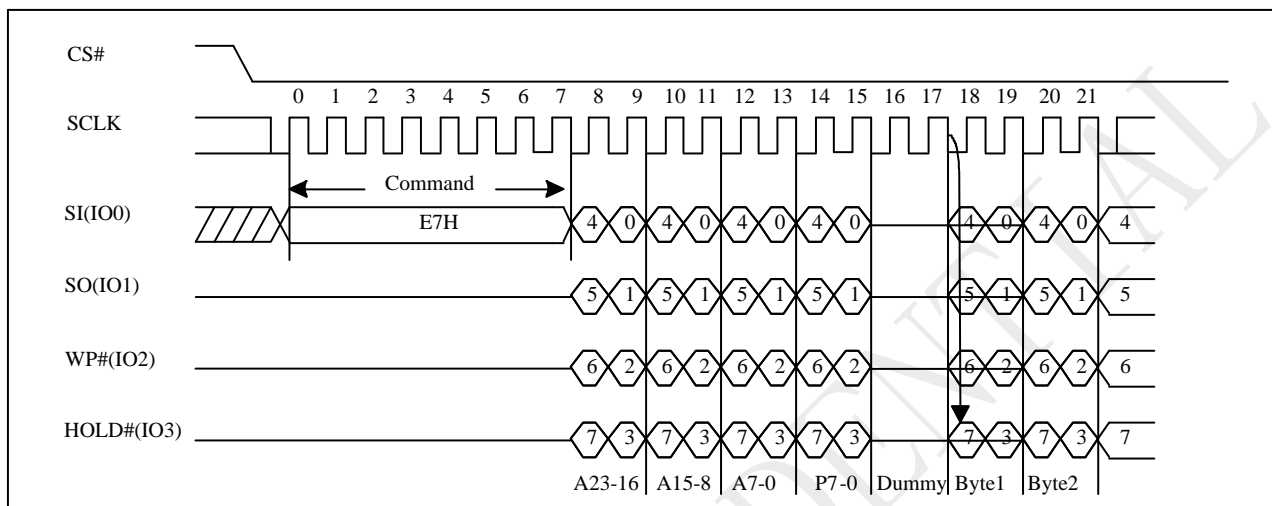 CS#
0 1 2 3 4 5 6 7 8 9 10 11 12 13 14 15 16 17 18 19 20 21
SCLK
Command
SI(IO0) E7H 4 0 4 0 4 0 4 0 4 0 4 0 4
SO(IO1) 5 1 5 1 5 1 5 1 5 1 5 1 5
WP#(IO2) 6 2 6 2 6 2 6 2 6 2 6 2 6
HOLD#(IO3) 7 3 7 3 7 3 7 3 7 3 7 3 7
A23-16 A15-8 A7-0 P7-0 Dummy Byte1 Byte2